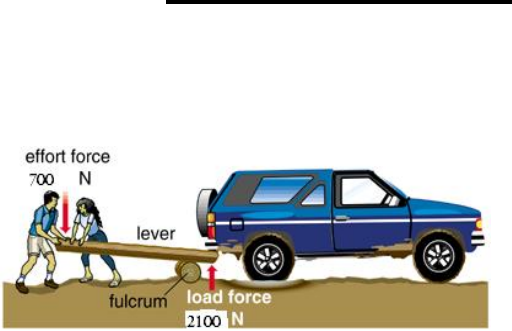 effort force
700 N
lever
fulcrum
load force
2100 N